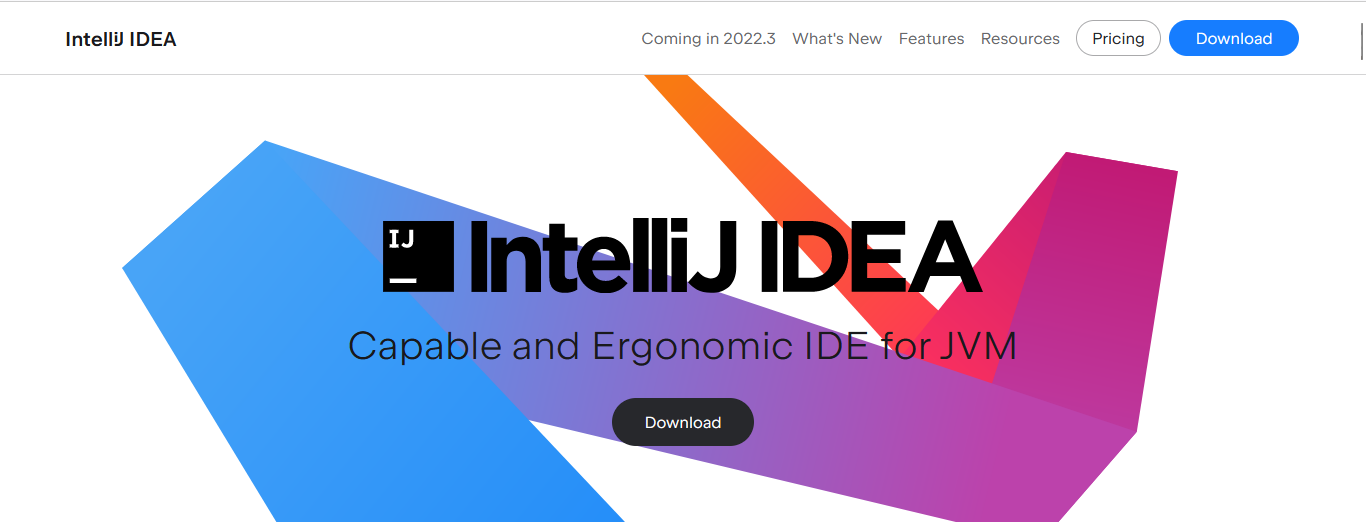 IntelliJ IDEA Coming in 2022.3 What's New Features Resources Pricing Download
IJ IntelliJ IDEA
Capable and Ergonomic IDE for JVM
Download